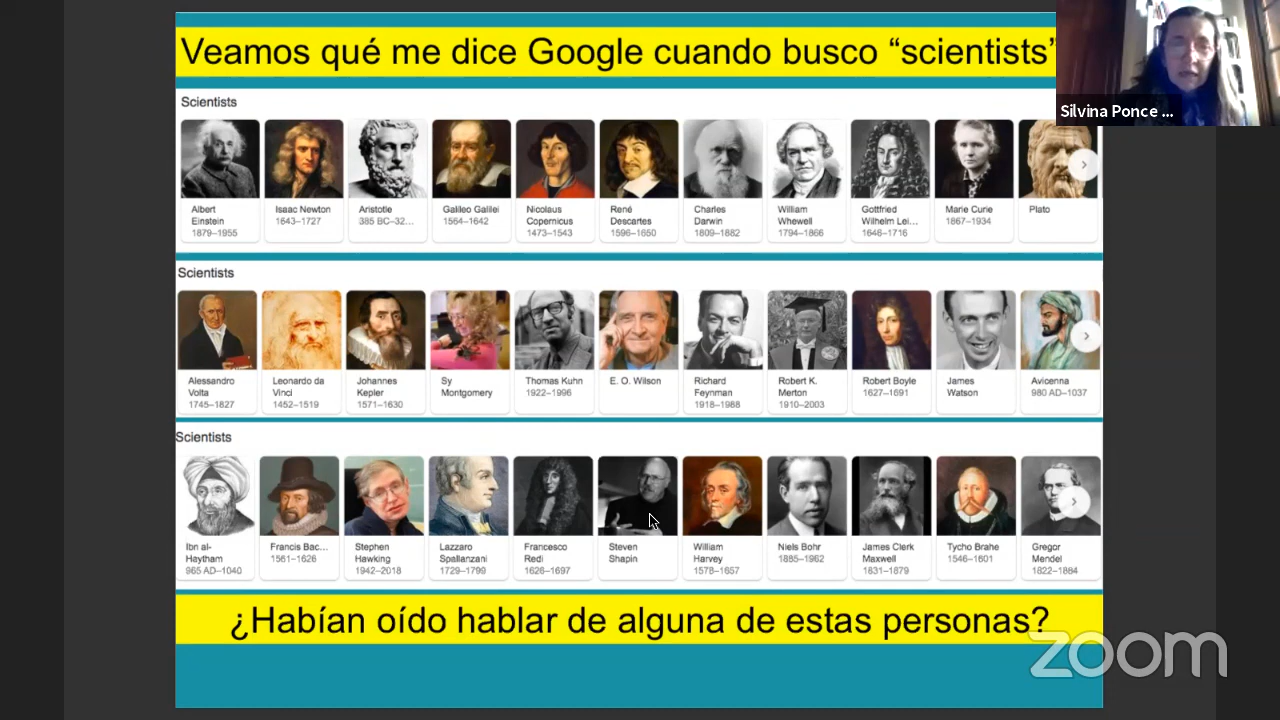 Veamos qué me dice Google cuando busco “scientists”
Silvina Ponce ...
Scientists
Albert
Einstein
1879–1955
Isaac Newton
1643–1727
Aristotle
385 BC–32...
Galileo Galilei
1564–1642
Nicolaus
Copernicus
1473–1543
René
Descartes
1596–1650
Charles
Darwin
1809–1882
William
Whewell
1794–1866
Gottfried
Wilhelm Lei...
1646–1716
Marie Curie
1867–1934
Plato
Scientists
Alessandro
Volta
1745–1827
Leonardo da
Vinci
1452–1519
Johannes
Kepler
1571–1630
Sy
Montgomery
Thomas Kuhn
1922–1996
E. O. Wilson
Richard
Feynman
1918–1988
Robert K.
Merton
1910–2003
Robert Boyle
1627–1691
James
Watson
Avicenna
980 AD–1037
Scientists
Ibn al-
Haytham
965 AD–1040
Francis Bac...
1561–1626
Stephen
Hawking
1942–2018
Lazzaro
Spallanzani
1729–1799
Francesco
Redi
1626–1697
Steven
Shapin
William
Harvey
1578–1657
Niels Bohr
1885–1962
James Clerk
Maxwell
1831–1879
Tycho Brahe
1546–1601
Gregor
Mendel
1822–1884
¿Habían oído hablar de alguna de estas personas?
zoom